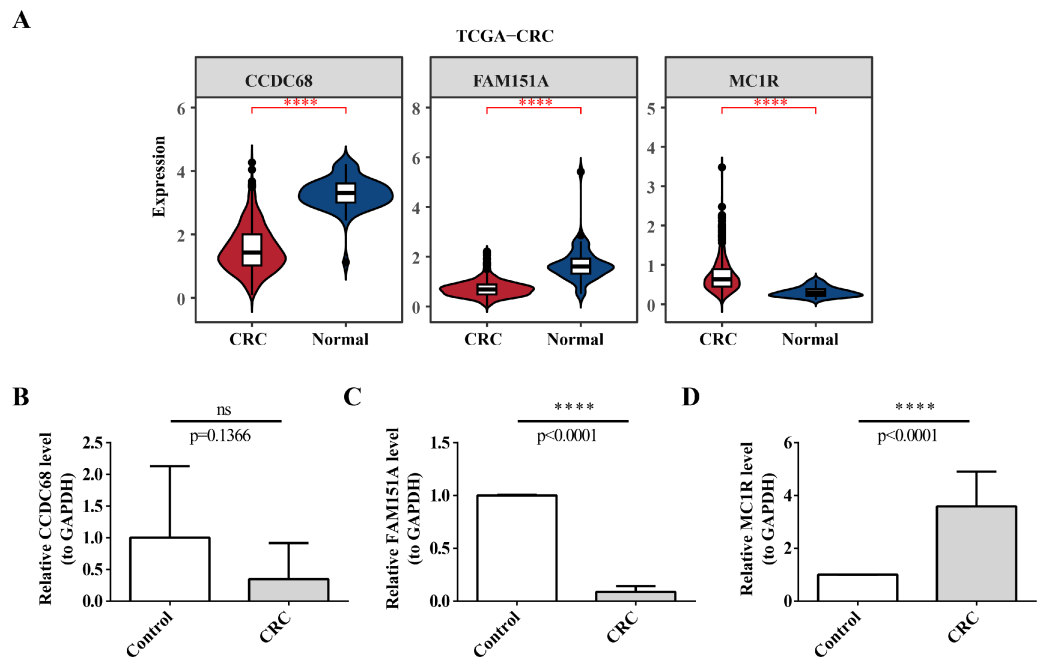 A
TCGA−CRC
CCDC68
FAM151A
MC1R
Expression
6
4
2
0
****
CRC
Normal
8
6
4
2
0
****
CRC
Normal
5
4
3
2
1
0
****
CRC
Normal
B
ns
p=0.1366
Relative CCDC68 level
(to GAPDH)
2.5
2.0
1.5
1.0
0.5
0.0
Control
CRC
C
****
p<0.0001
Relative FAM151A level
(to GAPDH)
1.5
1.0
0.5
0.0
Control
CRC
D
****
p<0.0001
Relative MC1R level
(to GAPDH)
6
4
2
0
Control
CRC